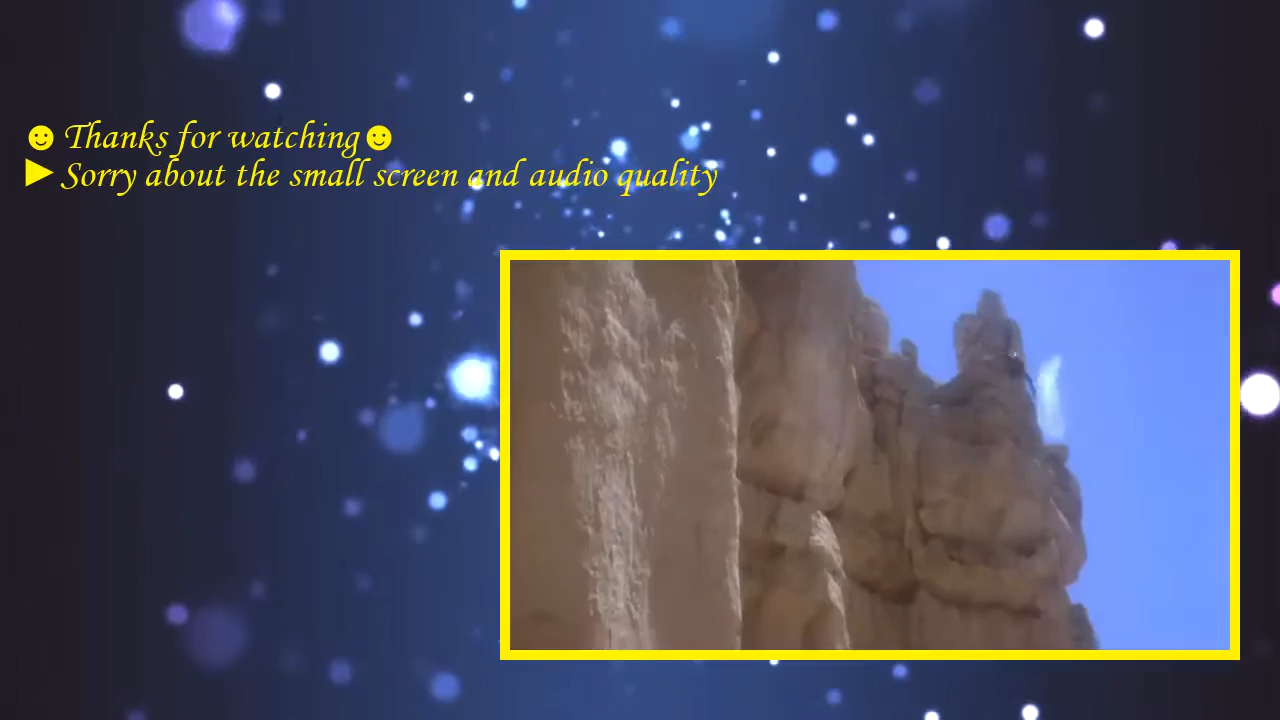 ☻Thanks for watching☻
►Sorry about the small screen and audio quality